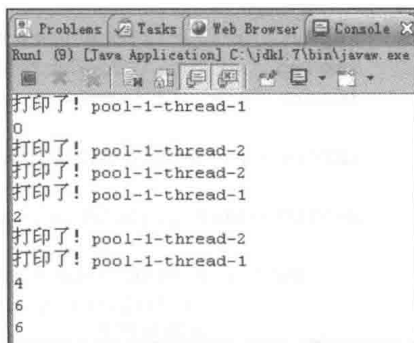 Problems Tasks Web Browser Console
Run1 (9) [Java Application] C:\jdk1.7\bin\javaw.exe
打印了! pool-1-thread-1
0
打印了! pool-1-thread-2
打印了! pool-1-thread-2
打印了! pool-1-thread-1
2
打印了! pool-1-thread-2
打印了! pool-1-thread-1
4
6
6